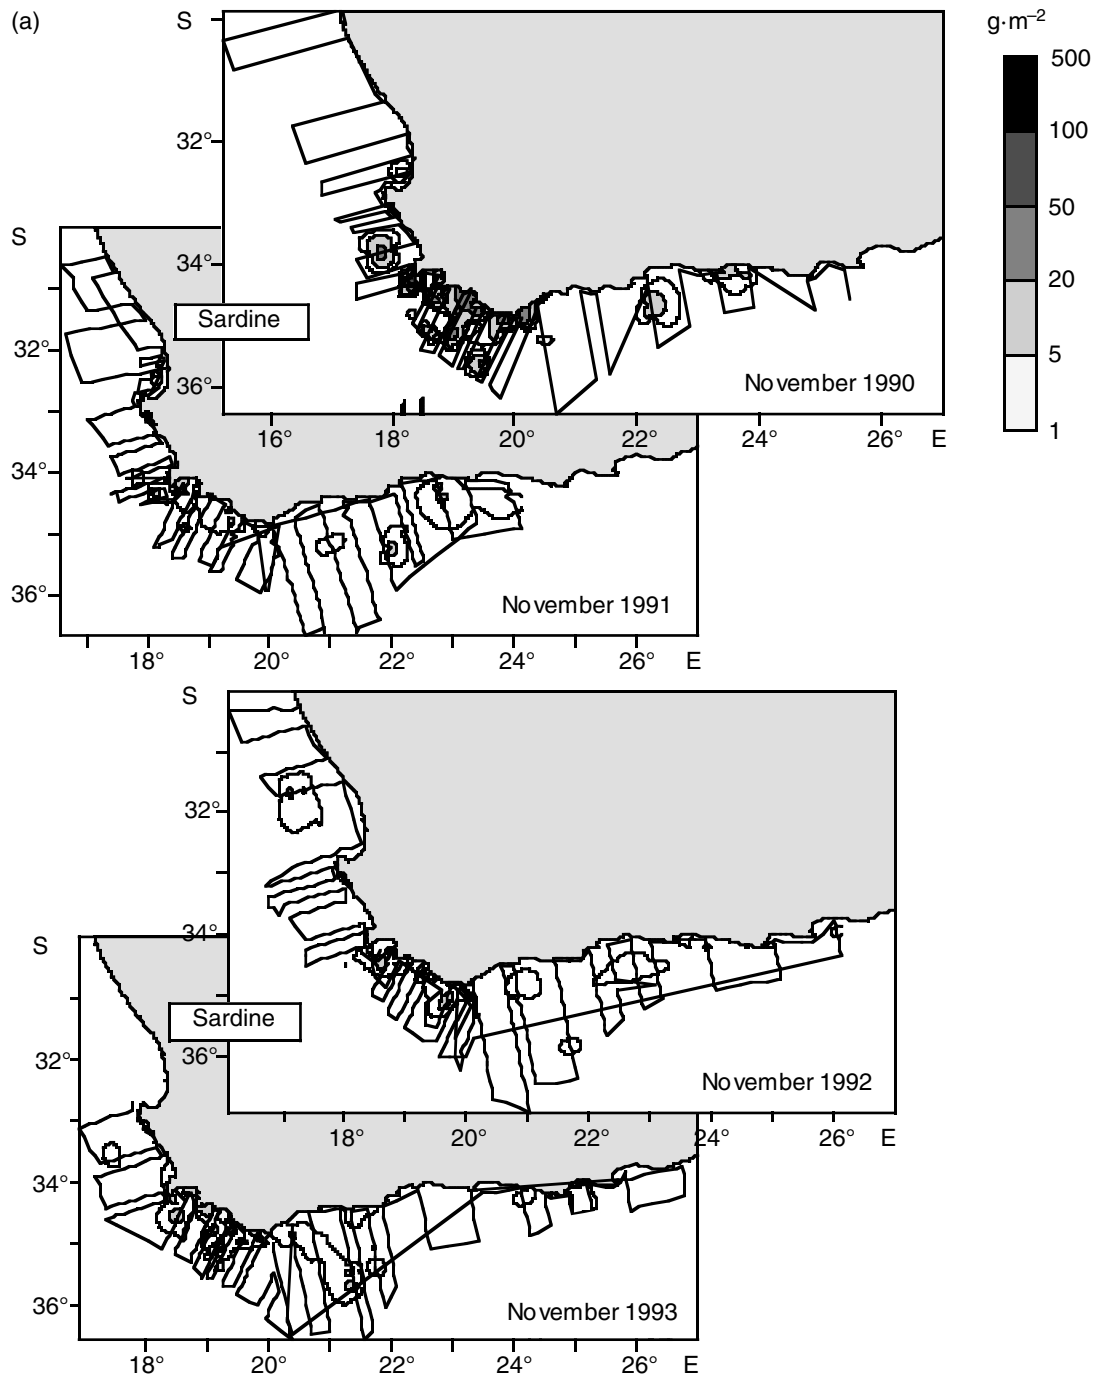 (a)
S
g·m⁻²
500
100
50
20
5
1
32°
34°
36°
November 1990
16° 18° 20° 22° 24° 26° E
S
Sardine
32°
34°
36°
November 1991
18° 20° 22° 24° 26° E
S
32°
34°
36°
November 1992
18° 20° 22° 24° 26° E
S
Sardine
32°
34°
36°
November 1993
18° 20° 22° 24° 26° E